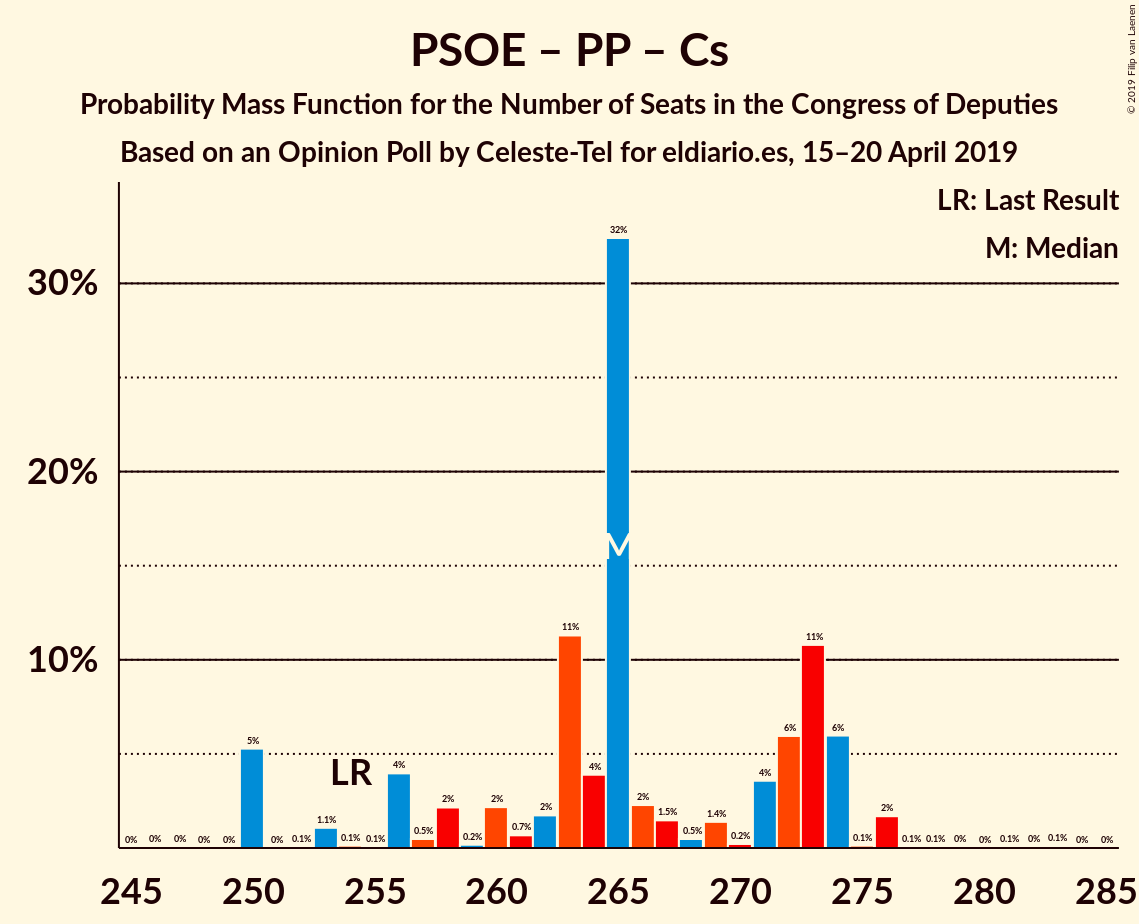 PSOE – PP – Cs
Probability Mass Function for the Number of Seats in the Congress of Deputies
Based on an Opinion Poll by Celeste-Tel for eldiario.es, 15–20 April 2019
© 2019 Filip van Laenen
LR: Last Result
M: Median
30%
20%
10%
0% 0% 0% 0% 0% 5% 0% 0.1% 1.1% 0.1% 0.1% 4% 0.5% 2% 0.2% 2% 0.7% 2% 11% 4% 32% 2% 1.5% 0.5% 1.4% 0.2% 4% 6% 11% 6% 0.1% 2% 0.1% 0.1% 0% 0% 0.1% 0% 0.1% 0% 0%
LR
M
245 250 255 260 265 270 275 280 285